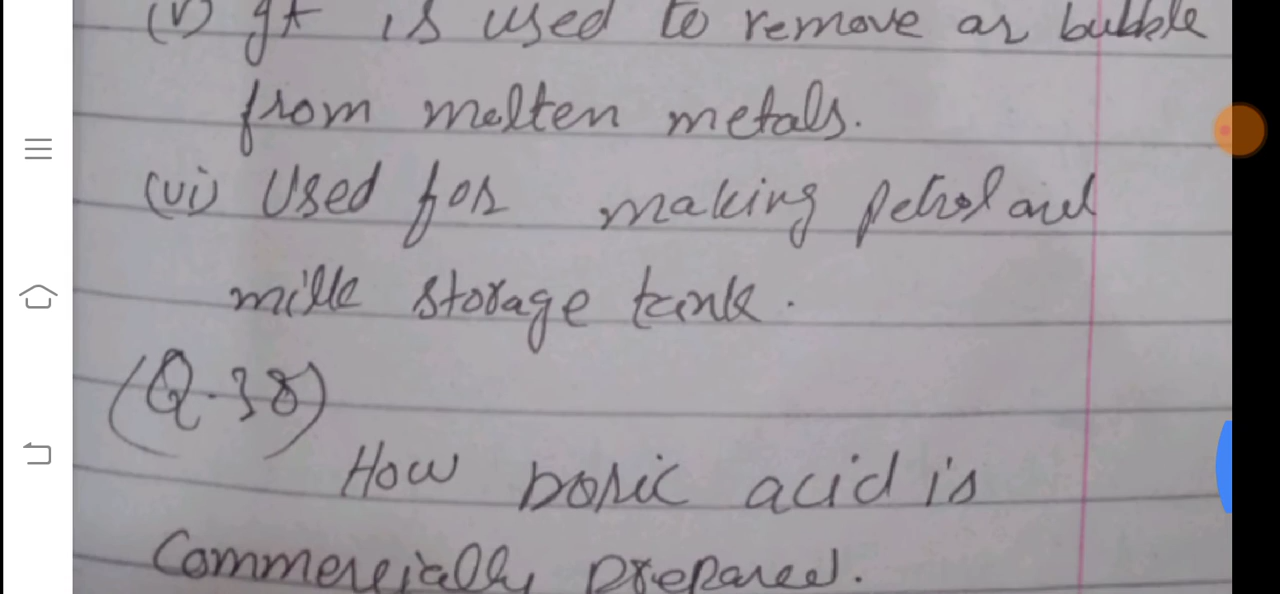 (v) It is used to remove air bubble
from molten metals.
(vi) Used for making petrol and
milk storage tank.
(Q.38)
How boric acid is
Commercially prepared.